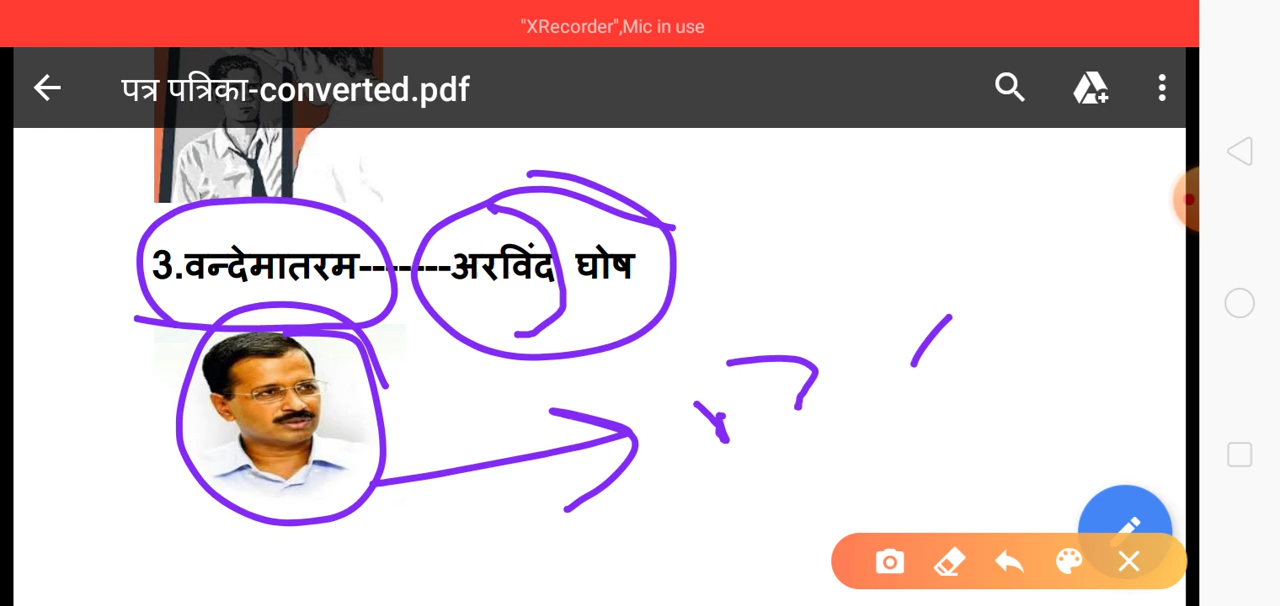 "XRecorder",Mic in use
पत्र पत्रिका-converted.pdf
3.वन्देमातरम-------अरविंद घोष